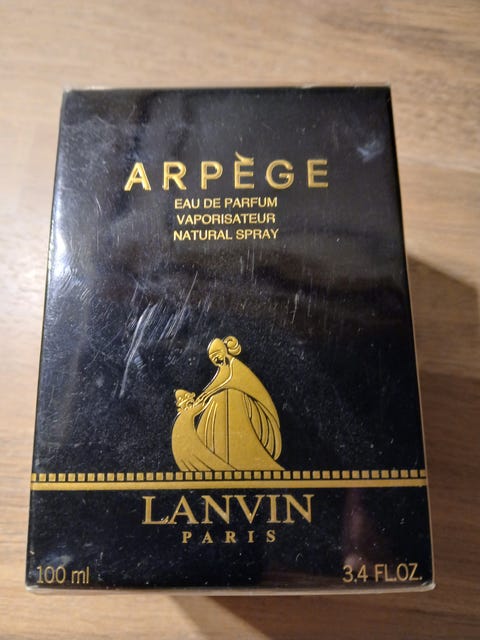 ARPÈGE
EAU DE PARFUM
VAPORISATEUR
NATURAL SPRAY
LANVIN
PARIS
100 ml 3.4 FL.OZ.